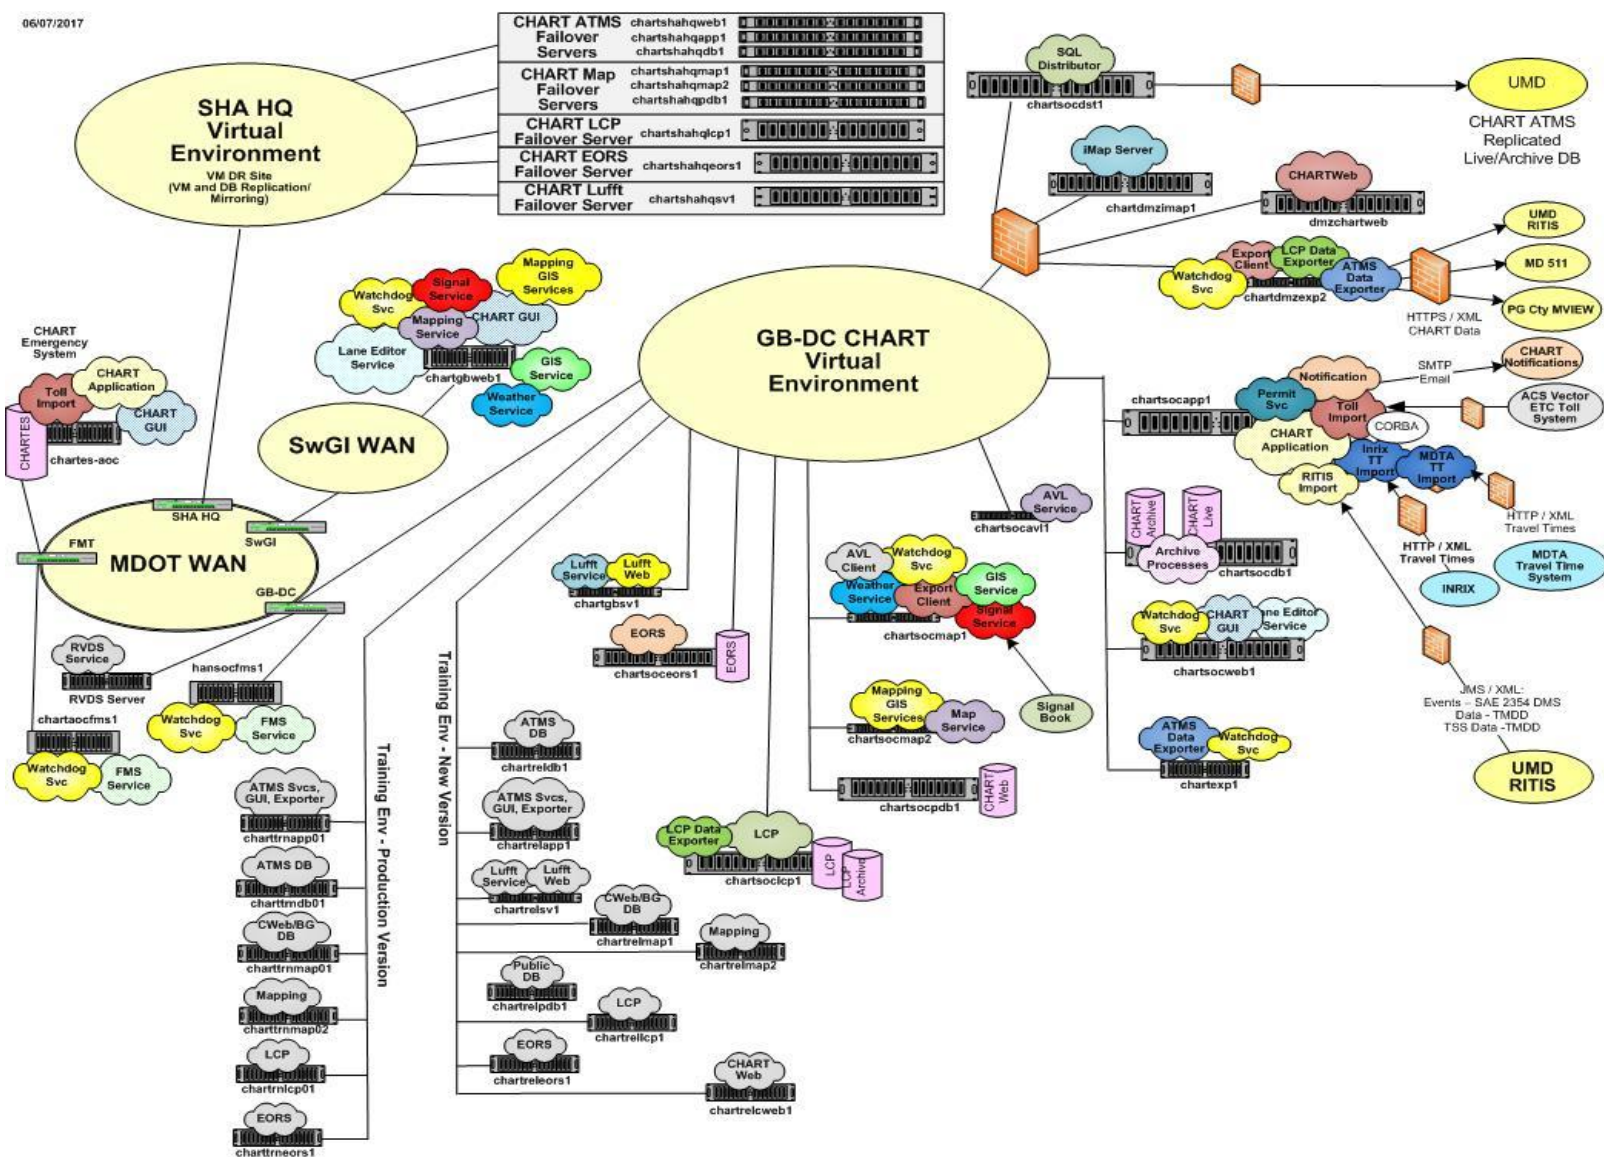 06/07/2017
CHART ATMS
Failover
Servers
chartshahqweb1
chartshahqapp1
chartshahqdb1
CHART Map
Failover
Servers
chartshahqmap1
chartshahqmap2
chartshahqpdb1
CHART LCP
Failover Server
chartshahqlcp1
CHART EORS
Failover Server
chartshahqeors1
CHART Lufft
Failover Server
chartshahqsv1
SHA HQ
Virtual
Environment
VM DR Site
(VM and DB Replication/
Mirroring)
SQL
Distributor
chartsocdst1
UMD
CHART ATMS
Replicated
Live/Archive DB
iMap Server
chartdmzimap1
CHARTWeb
dmzchartweb
Export
Client
LCP Data
Exporter
Watchdog
Svc
ATMS
Data
Exporter
chartdmzexp2
HTTPS / XML
CHART Data
UMD
RITIS
MD 511
PG Cty MVIEW
CHART
Notifications
SMTP
Email
ACS Vector
ETC Toll
System
Notification
Permit
Svc
Toll
Import
CORBA
chartsocapp1
CHART
Application
Inrix
TT
Import
MDTA
TT
Import
RITIS
Import
HTTP / XML
Travel Times
HTTP / XML
Travel Times
MDTA
Travel Time
System
INRIX
JMS / XML:
Events – SAE 2354 DMS
Data - TMDD
TSS Data -TMDD
UMD
RITIS
Mapping
GIS
Services
Signal
Service
Watchdog
Svc
Mapping
Service
CHART GUI
Lane Editor
Service
chartgbweb1
GIS
Service
Weather
Service
SwGI WAN
CHART
Emergency
System
CHART
Application
Toll
Import
CHART
GUI
CHARTES
chartes-aoc
SHA HQ
SwGI
FMT
MDOT WAN
GB-DC
GB-DC CHART
Virtual
Environment
RVDS
Service
RVDS Server
hansocfms1
Watchdog
Svc
FMS
Service
chartaocfms1
Watchdog
Svc
FMS
Service
Training Env - Production Version
ATMS Svcs,
GUI, Exporter
charttrnapp01
ATMS DB
charttrndb01
CWeb/BG
DB
charttrnmap01
Mapping
charttrnmap02
LCP
chartrnlcp01
EORS
charttrneors1
Training Env - New Version
ATMS
DB
chartreldb1
ATMS Svcs,
GUI, Exporter
chartrelapp1
Lufft
Service
Lufft
Web
chartrelsv1
CWeb/BG
DB
chartrelmap1
Mapping
chartrelmap2
Public
DB
chartrelpdb1
LCP
chartrellcp1
EORS
chartreleors1
CHART
Web
chartrelcweb1
Lufft
Service
Lufft
Web
chartgbsv1
EORS
chartsoceors1
EORS
LCP Data
Exporter
LCP
chartsoclcp1
LCP
LCP
Archive
AVL
Service
chartsocavl1
AVL
Client
Watchdog
Svc
Weather
Service
Export
Client
GIS
Service
Signal
Service
chartsocmap1
Signal
Book
Mapping
GIS
Services
Map
Service
chartsocmap2
chartsocpdb1
CHART
Web
CHART
Archive
CHART
Live
Archive
Processes
chartsocdb1
Watchdog
Svc
CHART
GUI
ne Editor
Service
chartsocweb1
ATMS
Data
Exporter
Watchdog
Svc
chartexp1